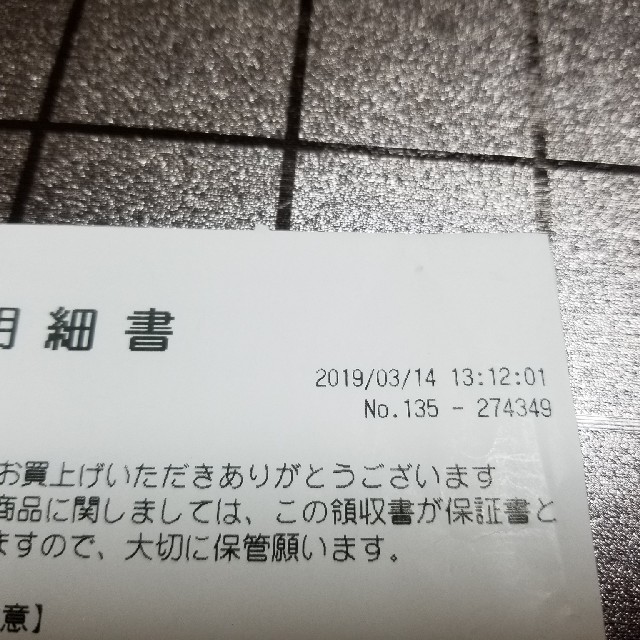 明細書
2019/03/14 13:12:01
No.135 - 274349
お買上げいただきありがとうございます
商品に関しましては、この領収書が保証書と
ますので、大切に保管願います。
意】